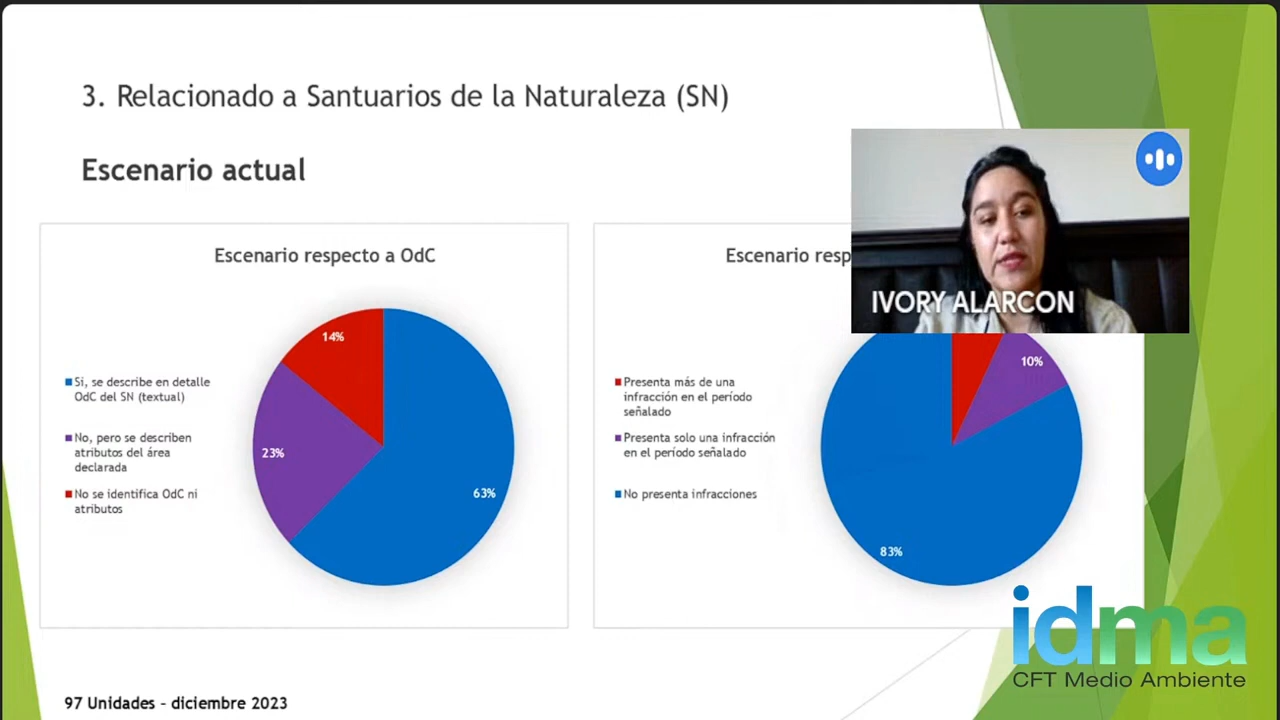 3. Relacionado a Santuarios de la Naturaleza (SN)
Escenario actual
Escenario respecto a OdC
14%
23%
63%
Si, se describe en detalle
OdC del SN (textual)
No, pero se describen
atributos del área
declarada
No se identifica OdC ni
atributos
Escenario resp
IVORY ALARCON
10%
83%
Presenta más de una
infracción en el período
señalado
Presenta solo una infracción
en el período señalado
No presenta infracciones
idma
CFT Medio Ambiente
97 Unidades - diciembre 2023